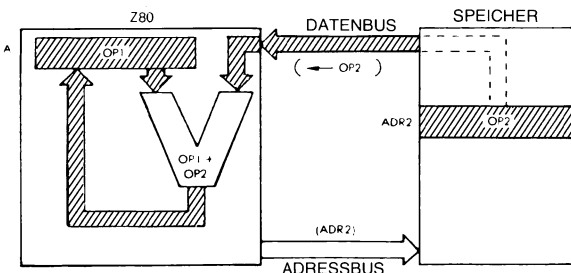 Z80
DATENBUS
SPEICHER
A
OP1
( ← OP2 )
ADR2
OP2
OP1 +
OP2
(ADR2)
ADRESSBUS